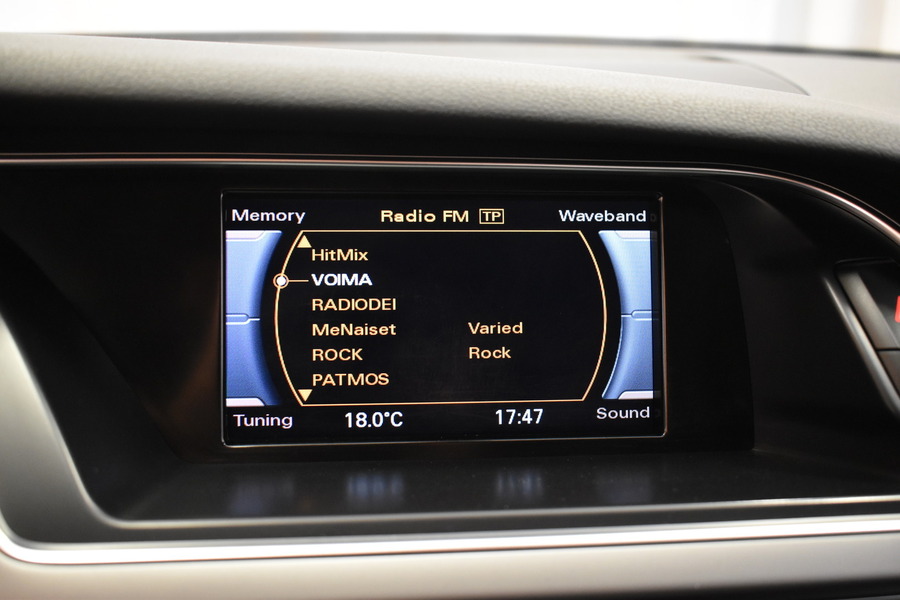 Memory Radio FM TP Waveband
HitMix
VOIMA
RADIODEI
MeNaiset Varied
ROCK Rock
PATMOS
Tuning 18.0°C 17:47 Sound